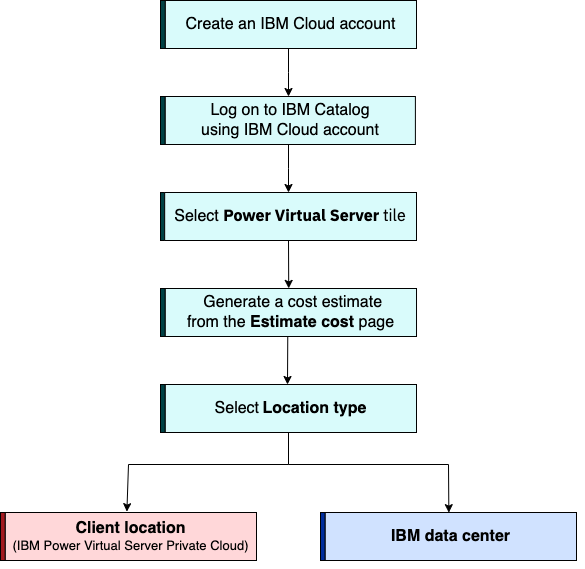 Create an IBM Cloud account
Log on to IBM Catalog
using IBM Cloud account
Select Power Virtual Server tile
Generate a cost estimate
from the Estimate cost page
Select Location type
Client location
(IBM Power Virtual Server Private Cloud)
IBM data center